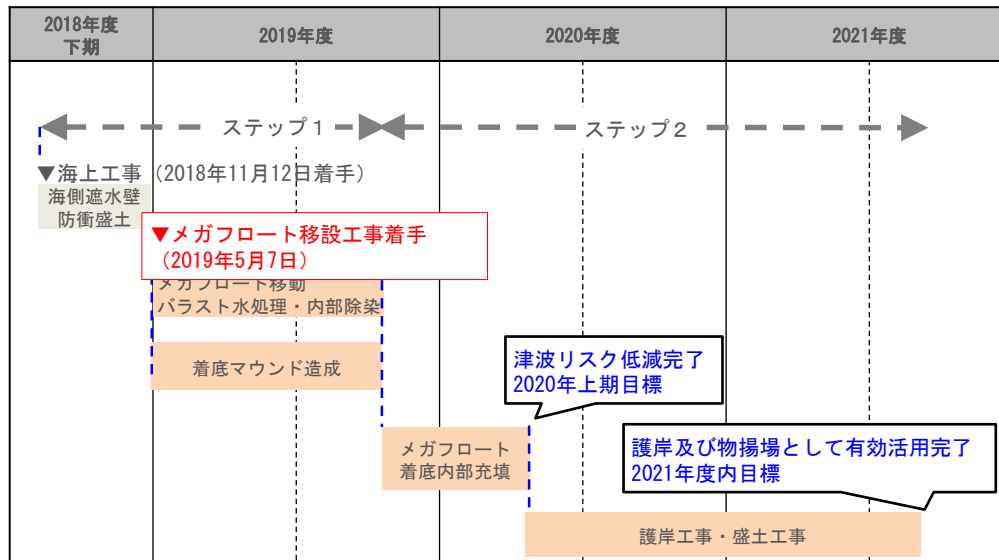 2018年度
下期
2019年度
2020年度
2021年度
ステップ１
ステップ２
▼海上工事（2018年11月12日着手）
海側遮水壁
防衝盛土
▼メガフロート移設工事着手
（2019年5月7日）
メガフロート移動
バラスト水処理・内部除染
着底マウンド造成
津波リスク低減完了
2020年上期目標
メガフロート
着底内部充填
護岸及び物揚場として有効活用完了
2021年度内目標
護岸工事・盛土工事